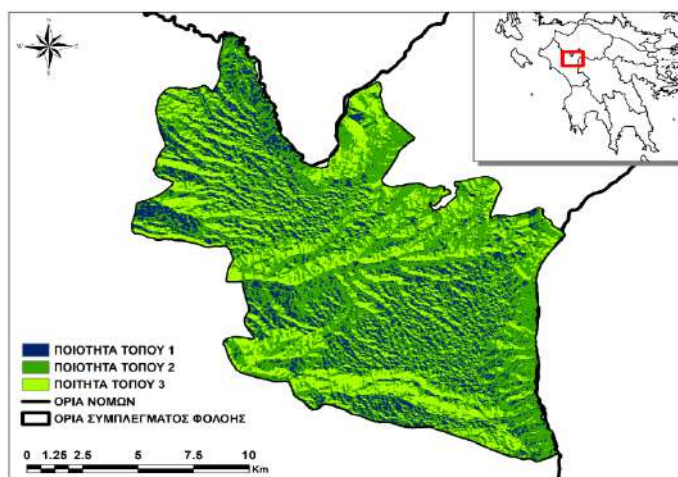 N
W
E
S
ΠΟΙΟΤΗΤΑ ΤΟΠΟΥ 1
ΠΟΙΟΤΗΤΑ ΤΟΠΟΥ 2
ΠΟΙΤΗΤΑ ΤΟΠΟΥ 3
ΟΡΙΑ ΝΟΜΩΝ
ΟΡΙΑ ΣΥΜΠΛΕΓΜΑΤΟΣ ΦΟΛΟΗΣ
0 1.25 2.5 5 7.5 10
Km